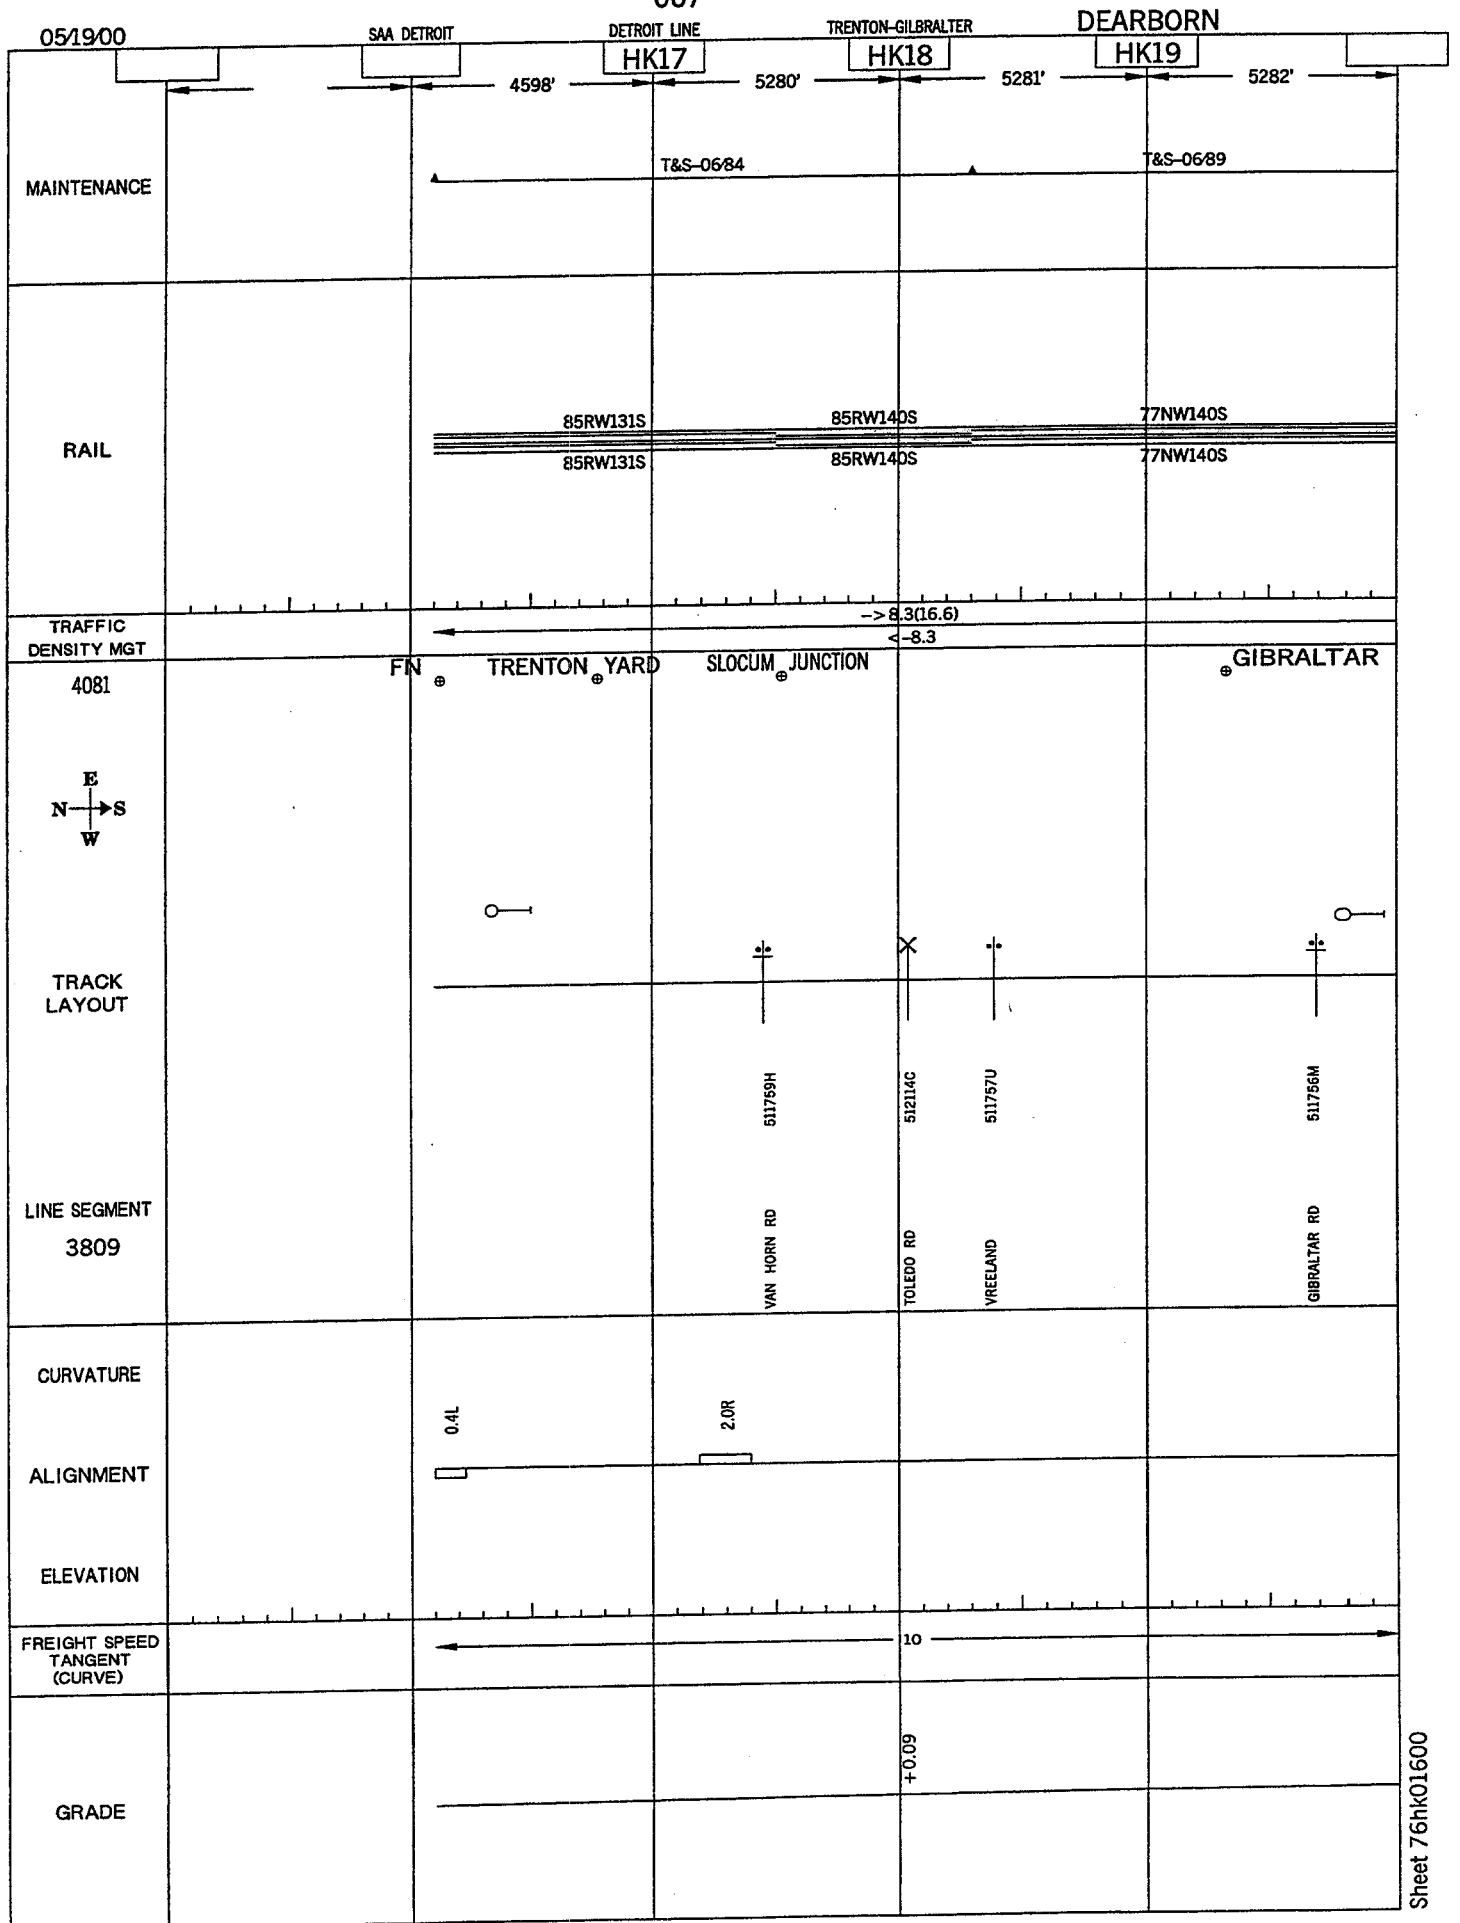 05/19/00
SAA DETROIT
DETROIT LINE
TRENTON-GILBRALTER
DEARBORN
HK17
HK18
HK19
4598'
5280'
5281'
5282'
MAINTENANCE
T&S-06/84
T&S-06/89
RAIL
85RW131S
85RW140S
77NW140S
85RW131S
85RW140S
77NW140S
TRAFFIC
DENSITY MGT
->8.3(16.6)
<-8.3
4081
FN
TRENTON YARD
SLOCUM JUNCTION
GIBRALTAR
E
N S
W
TRACK
LAYOUT
511759H
512114C
511757U
511756M
LINE SEGMENT
3809
VAN HORN RD
TOLEDO RD
VREELAND
GIBRALTAR RD
CURVATURE
0.4L
2.0R
ALIGNMENT
ELEVATION
FREIGHT SPEED
TANGENT
(CURVE)
10
+0.09
GRADE
Sheet 76hk01600